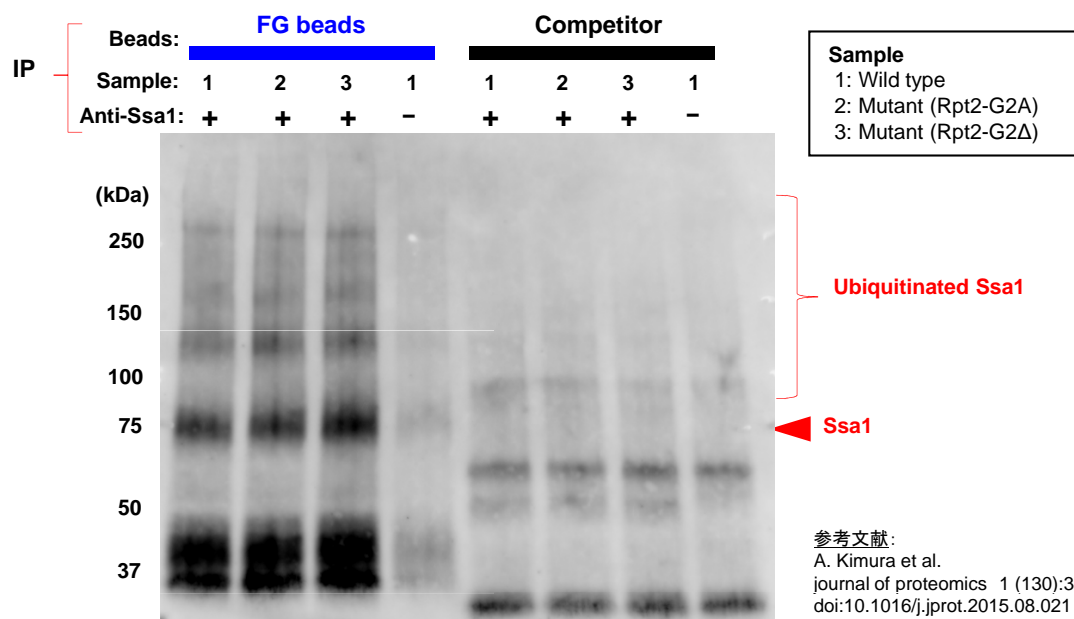 FG beads
Competitor
Beads:
IP
Sample: 1 2 3 1 1 2 3 1
Anti-Ssa1: + + + − + + + −
Sample
1: Wild type
2: Mutant (Rpt2-G2A)
3: Mutant (Rpt2-G2Δ)
(kDa)
250
150
100
75
50
37
Ubiquitinated Ssa1
Ssa1
参考文献:
A. Kimura et al.
journal of proteomics 1 (130):3
doi:10.1016/j.jprot.2015.08.021